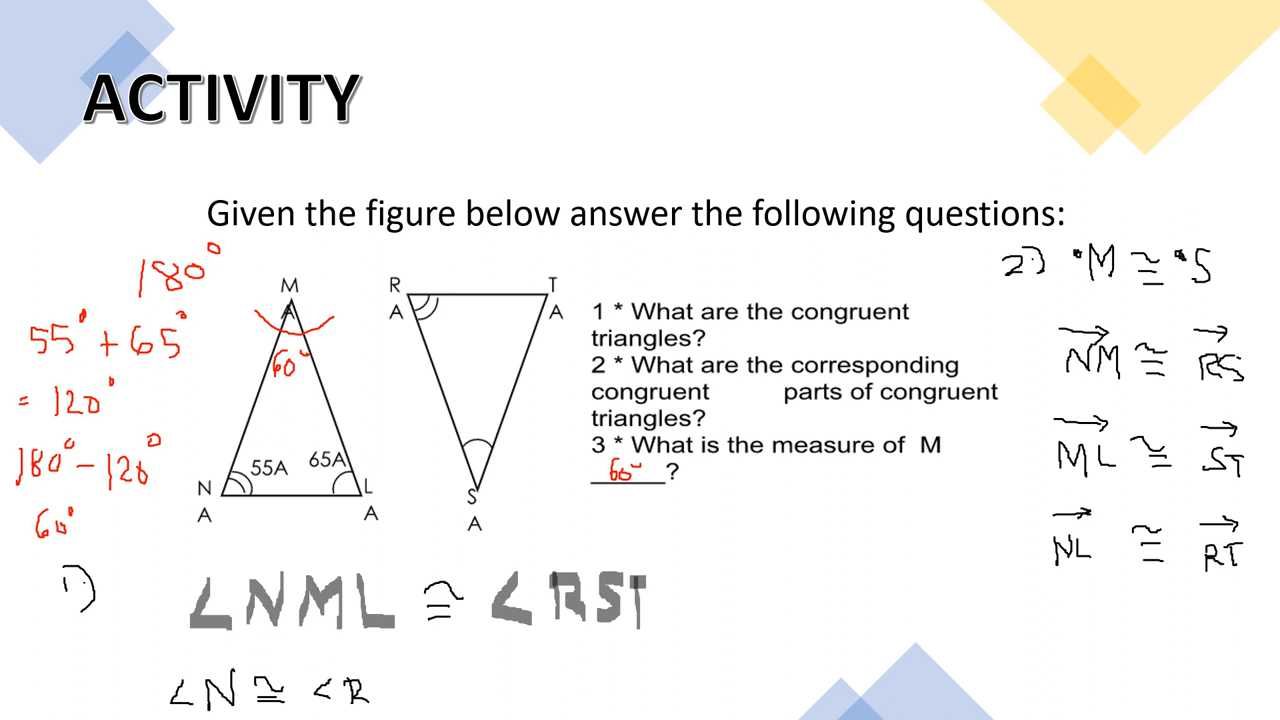 ACTIVITY
Given the figure below answer the following questions:
180°
55° + 65°
= 120°
180° - 120°
60°
M
A
60°
55A
65A
N
A
L
A
R
A
T
A
S
A
1 * What are the congruent
triangles?
2 * What are the corresponding
congruent parts of congruent
triangles?
3 * What is the measure of M
60° ?
2.) •M ≅ •S
NM ≅ RS
ML ≅ ST
NL ≅ RT
1.)
∠NML ≅ ∠RST
∠N ≅ ∠R